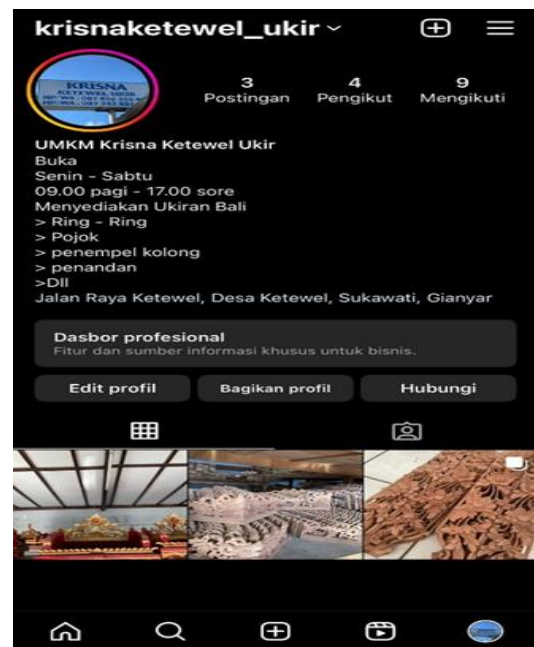 krisnaketewel_ukir
KRISNA
KETEWEL UKIR
3 4 9
Postingan Pengikut Mengikuti
UMKM Krisna Ketewel Ukir
Buka
Senin - Sabtu
09.00 pagi - 17.00 sore
Menyediakan Ukiran Bali
> Ring - Ring
> Pojok
> penempel kolong
> penandan
>Dll
Jalan Raya Ketewel, Desa Ketewel, Sukawati, Gianyar
Dasbor profesional
Fitur dan sumber informasi khusus untuk bisnis.
Edit profil Bagikan profil Hubungi